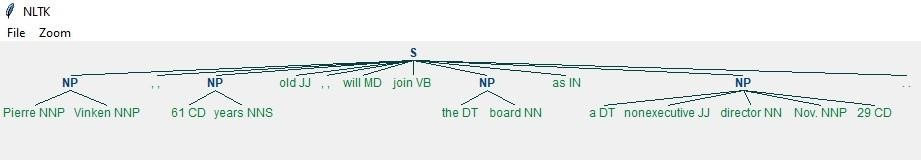 NLTK
File Zoom
S
NP , , NP old JJ , , will MD join VB NP as IN NP . .
Pierre NNP Vinken NNP 61 CD years NNS the DT board NN a DT nonexecutive JJ director NN Nov. NNP 29 CD